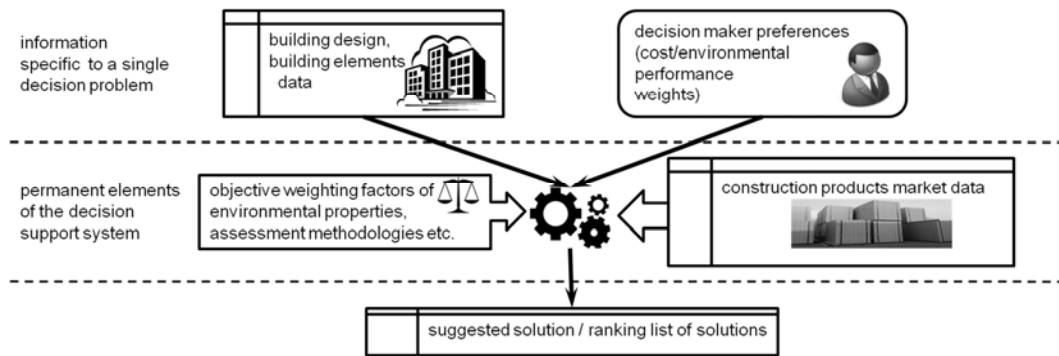 information
specific to a single
decision problem
building design,
building elements
data
decision maker preferences
(cost/environmental
performance
weights)
permanent elements
of the decision
support system
objective weighting factors of
environmental properties,
assessment methodologies etc.
construction products market data
suggested solution / ranking list of solutions